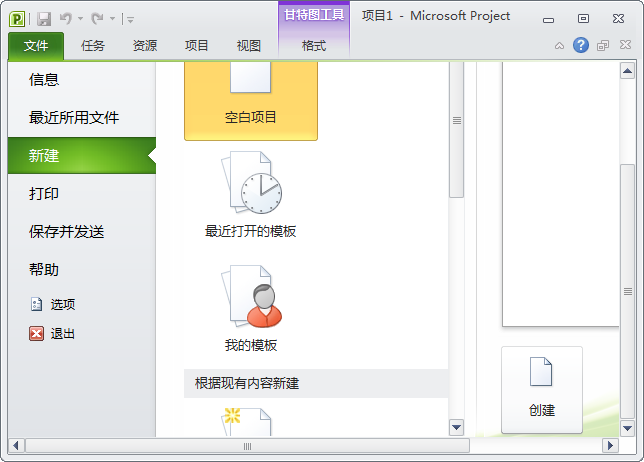 甘特图工具
项目1 - Microsoft Project
文件
任务
资源
项目
视图
格式
信息
最近所用文件
新建
打印
保存并发送
帮助
选项
退出
空白项目
最近打开的模板
我的模板
根据现有内容新建
创建